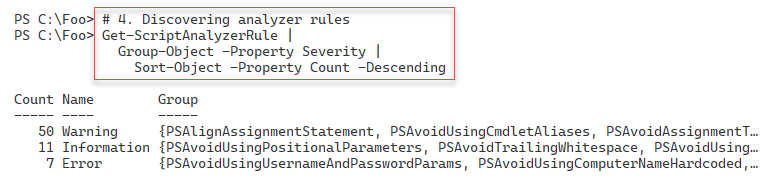 PS C:\Foo> # 4. Discovering analyzer rules
PS C:\Foo> Get-ScriptAnalyzerRule |
Group-Object -Property Severity |
Sort-Object -Property Count -Descending
Count Name Group
----- ---- -----
50 Warning {PSAlignAssignmentStatement, PSAvoidUsingCmdletAliases, PSAvoidAssignmentT…
11 Information {PSAvoidUsingPositionalParameters, PSAvoidTrailingWhitespace, PSAvoidUsing…
7 Error {PSAvoidUsingUsernameAndPasswordParams, PSAvoidUsingComputerNameHardcoded,…